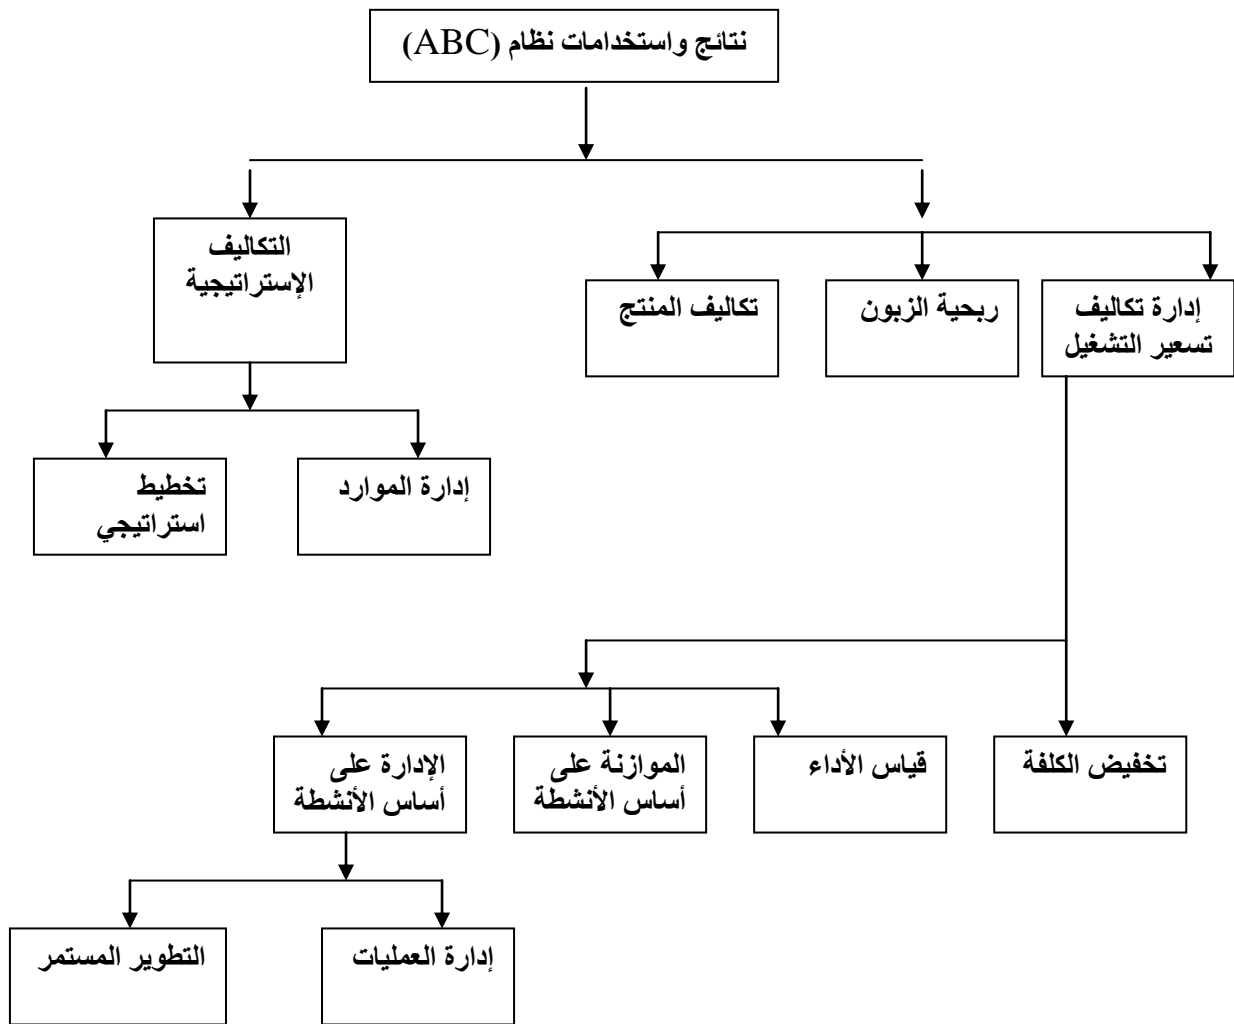 نتائج واستخدامات نظام (ABC)
التكاليف
الإستراتيجية
إدارة تكاليف
تسعير التشغيل
ربحية الزبون
تكاليف المنتج
إدارة الموارد
تخطيط
استراتيجي
تخفيض الكلفة
قياس الأداء
الموازنة على
أساس الأنشطة
الإدارة على
أساس الأنشطة
إدارة العمليات
التطوير المستمر